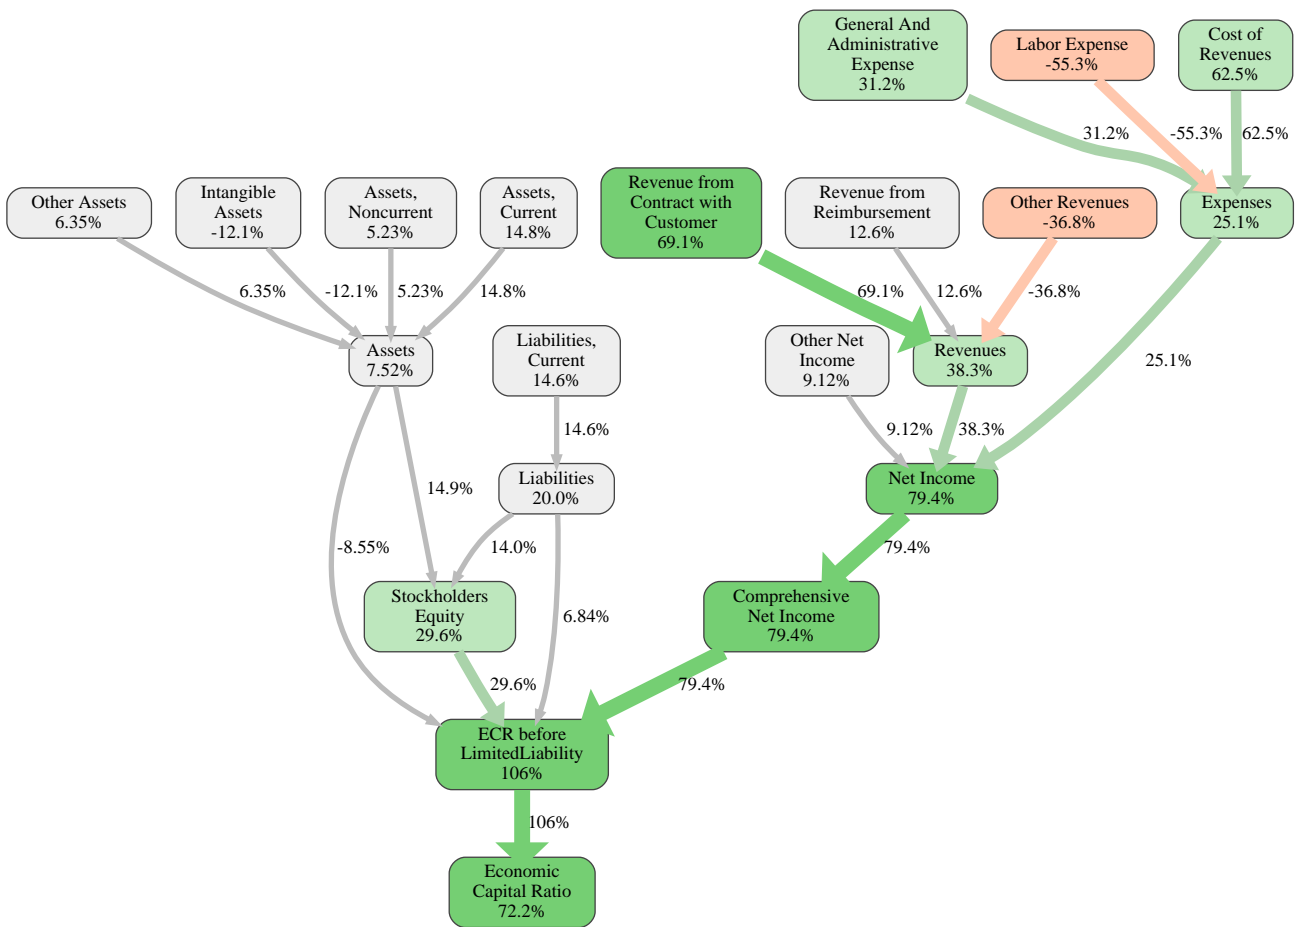 General And
Administrative
Expense
31.2%
Labor Expense
-55.3%
Cost of
Revenues
62.5%
31.2%
-55.3%
62.5%
Other Assets
6.35%
Intangible
Assets
-12.1%
Assets,
Noncurrent
5.23%
Assets,
Current
14.8%
Revenue from
Contract with
Customer
69.1%
Revenue from
Reimbursement
12.6%
Other Revenues
-36.8%
Expenses
25.1%
6.35%
-12.1%
5.23%
14.8%
69.1%
12.6%
-36.8%
Assets
7.52%
Liabilities,
Current
14.6%
Other Net
Income
9.12%
Revenues
38.3%
25.1%
14.6%
9.12%
38.3%
Liabilities
20.0%
Net Income
79.4%
14.9%
-8.55%
14.0%
79.4%
Stockholders
Equity
29.6%
6.84%
Comprehensive
Net Income
79.4%
29.6%
79.4%
ECR before
LimitedLiability
106%
106%
Economic
Capital Ratio
72.2%